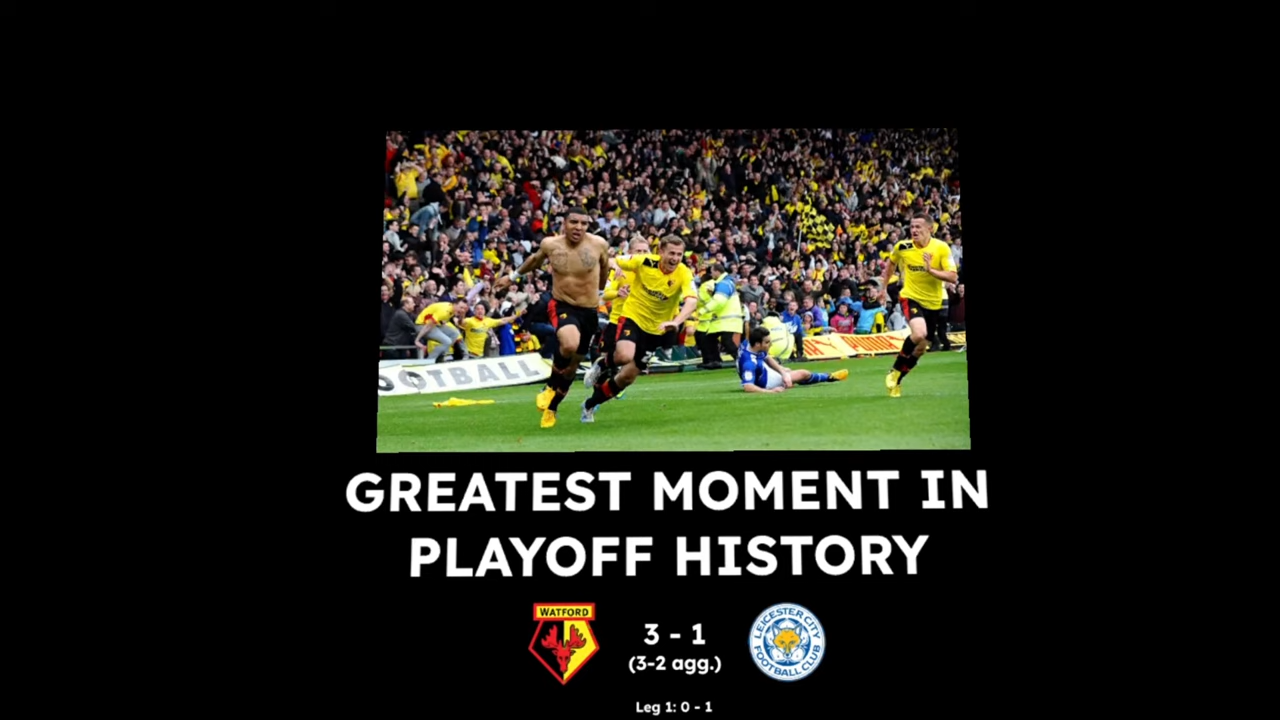 OOTBALL
GREATEST MOMENT IN
PLAYOFF HISTORY
WATFORD
3 - 1
(3-2 agg.)
LEICESTER CITY
FOOTBALL CLUB
Leg 1: 0 - 1